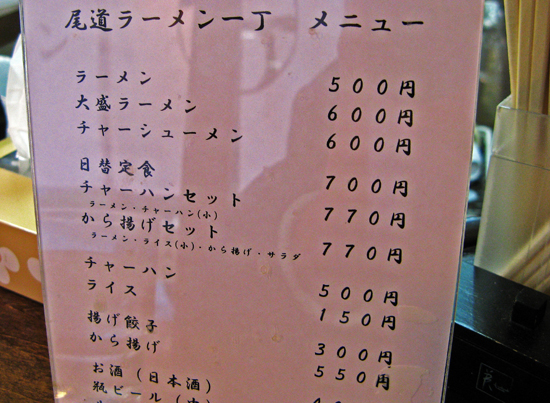 尾道ラーメン一丁　メニュー
ラーメン　500円
大盛ラーメン　600円
チャーシューメン　600円
日替定食　700円
チャーハンセット　770円
ラーメン・チャーハン(小)
から揚げセット　770円
ラーメン・ライス(小)・から揚げ・サラダ
チャーハン　500円
ライス　150円
揚げ餃子　300円
から揚げ　550円
お酒(日本酒)
瓶ビール(中)